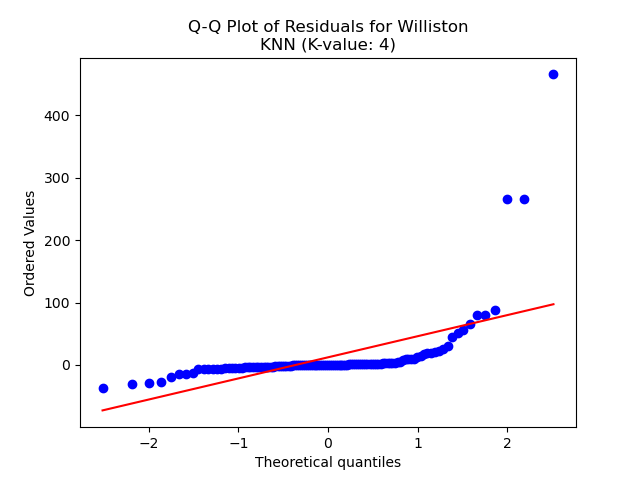 Q-Q Plot of Residuals for Williston
KNN (K-value: 4)
Ordered Values
400
300
200
100
0
−2
−1
0
1
2
Theoretical quantiles